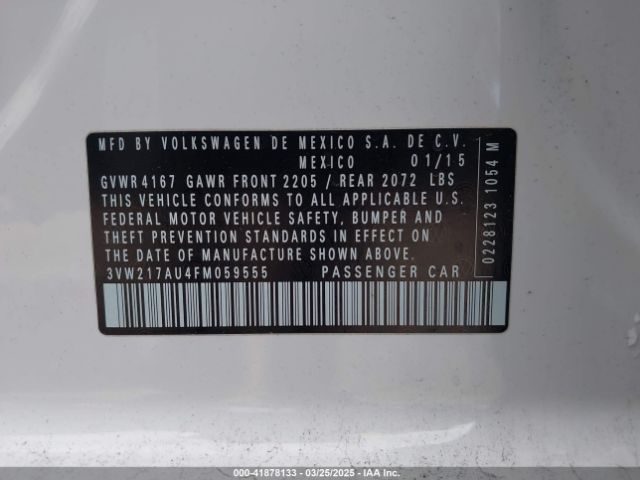 MFD BY VOLKSWAGEN DE MEXICO S.A. DE C.V.
MEXICO 01/15
GVWR 4167 GAWR FRONT 2205 / REAR 2072 LBS
THIS VEHICLE CONFORMS TO ALL APPLICABLE U.S.
FEDERAL MOTOR VEHICLE SAFETY, BUMPER AND
THEFT PREVENTION STANDARDS IN EFFECT ON
THE DATE OF MANUFACTURE SHOWN ABOVE.
3VW217AU4FM059555 PASSENGER CAR
0228123 1054 M
000-41878133 - 03/25/2025 - IAA Inc.